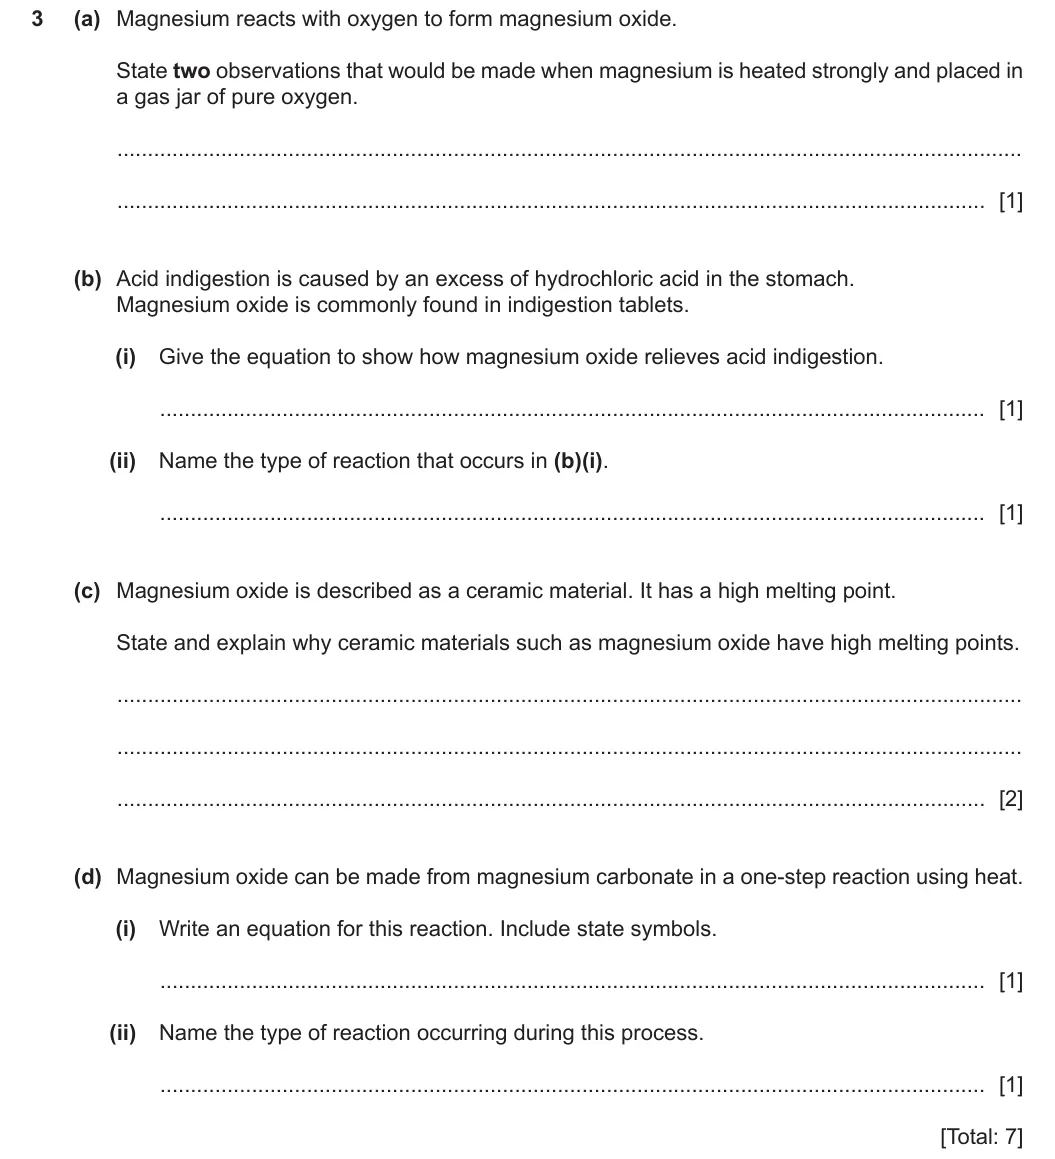 3 (a) Magnesium reacts with oxygen to form magnesium oxide.
State two observations that would be made when magnesium is heated strongly and placed in
a gas jar of pure oxygen.
..........
.......... [1]
(b) Acid indigestion is caused by an excess of hydrochloric acid in the stomach.
Magnesium oxide is commonly found in indigestion tablets.
(i) Give the equation to show how magnesium oxide relieves acid indigestion.
.......... [1]
(ii) Name the type of reaction that occurs in (b)(i).
.......... [1]
(c) Magnesium oxide is described as a ceramic material. It has a high melting point.
State and explain why ceramic materials such as magnesium oxide have high melting points.
..........
..........
.......... [2]
(d) Magnesium oxide can be made from magnesium carbonate in a one-step reaction using heat.
(i) Write an equation for this reaction. Include state symbols.
.......... [1]
(ii) Name the type of reaction occurring during this process.
.......... [1]
[Total: 7]